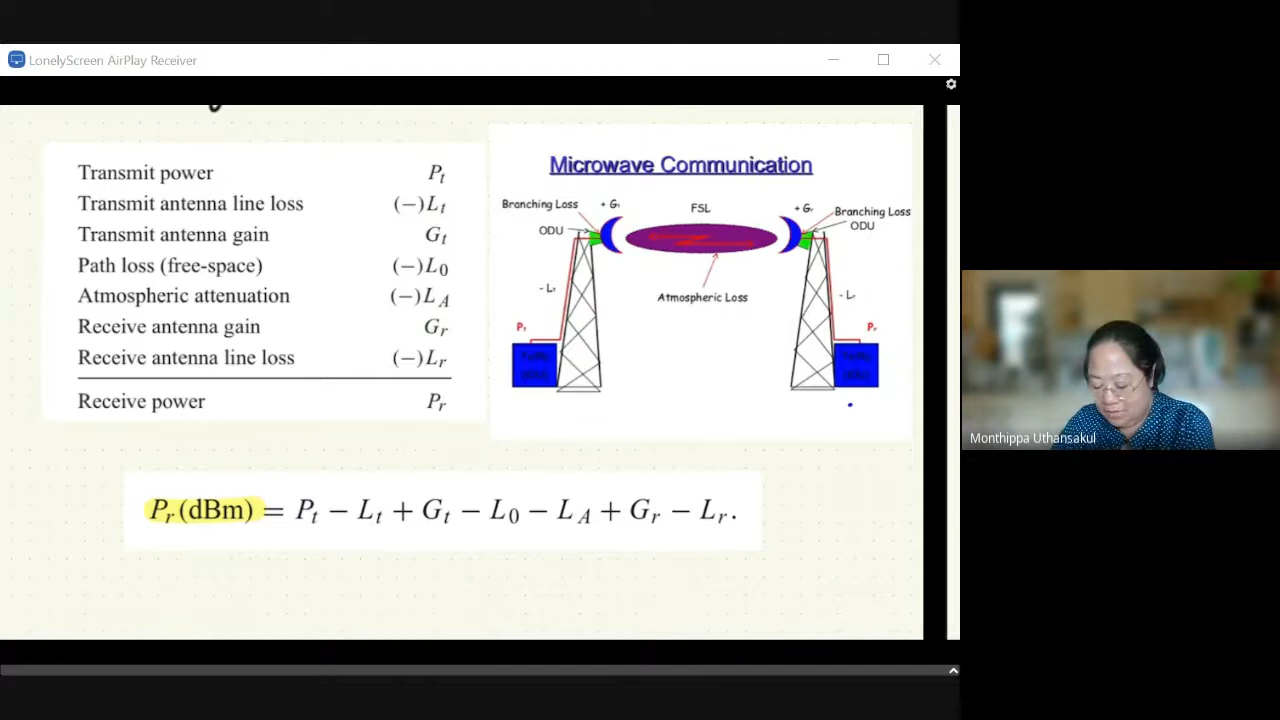 LonelyScreen AirPlay Receiver
Transmit power P_t
Transmit antenna line loss (−)L_t
Transmit antenna gain G_t
Path loss (free-space) (−)L_0
Atmospheric attenuation (−)L_A
Receive antenna gain G_r
Receive antenna line loss (−)L_r
Receive power P_r
Microwave Communication
Branching Loss + G_t FSL + G_r Branching Loss
ODU ODU
- L_t Atmospheric Loss - L_r
P_t P_r
P_r(dBm) = P_t − L_t + G_t − L_0 − L_A + G_r − L_r.
Monthippa Uthansakul